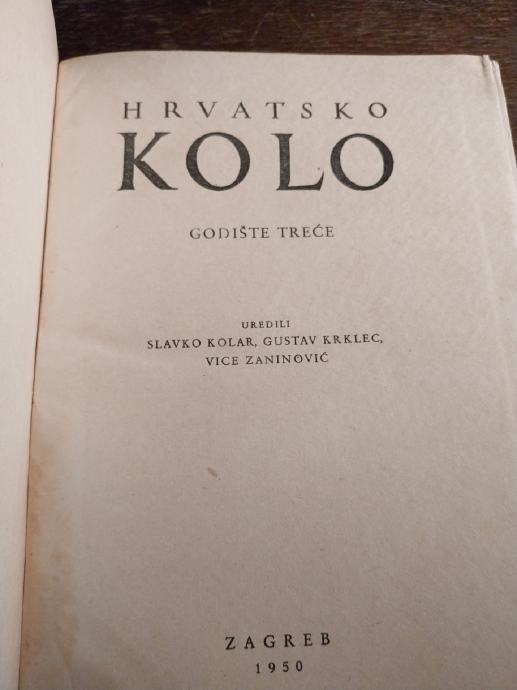 HRVATSKO
KOLO
GODIŠTE TREĆE
UREDILI
SLAVKO KOLAR, GUSTAV KRKLEC,
VICE ZANINOVIĆ
ZAGREB
1950